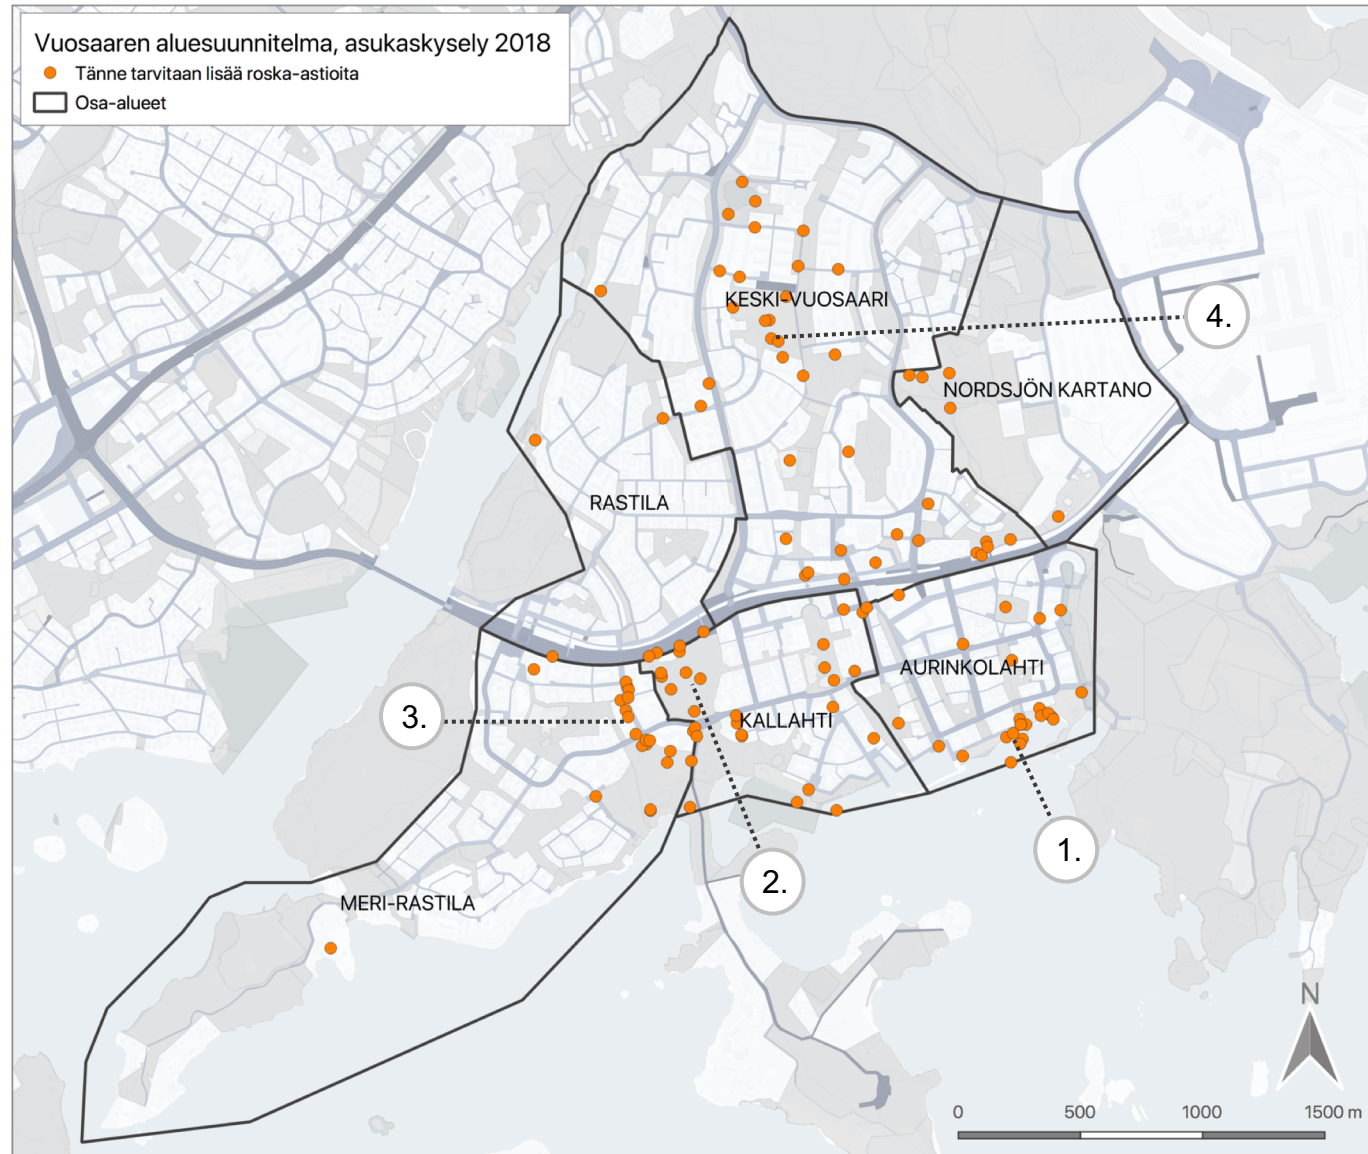 Vuosaaren aluesuunnitelma, asukaskysely 2018
Tänne tarvitaan lisää roska-astioita
Osa-alueet
KESKI-VUOSAARI
4.
NORDSJÖN KARTANO
RASTILA
AURINKOLAHTI
3.
KALLAHTI
1.
2.
MERI-RASTILA
N
0 500 1000 1500 m